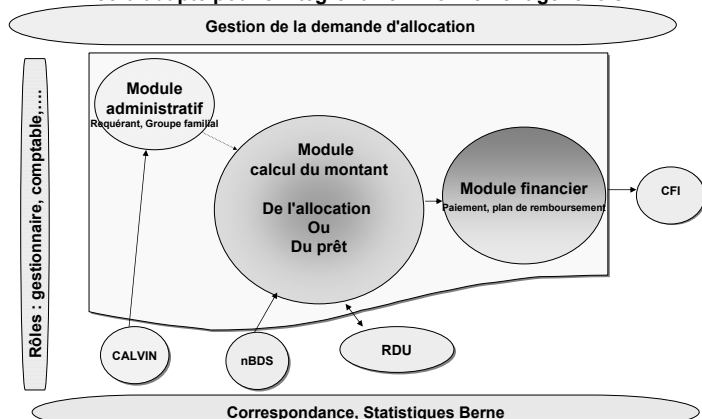 Gestion de la demande d'allocation
Rôles : gestionnaire, comptable,....
Module
administratif
Requérant, Groupe familial
Module
calcul du montant
De l'allocation
Ou
Du prêt
Module financier
Paiement, plan de remboursement
CFI
CALVIN
nBDS
RDU
Correspondance, Statistiques Berne